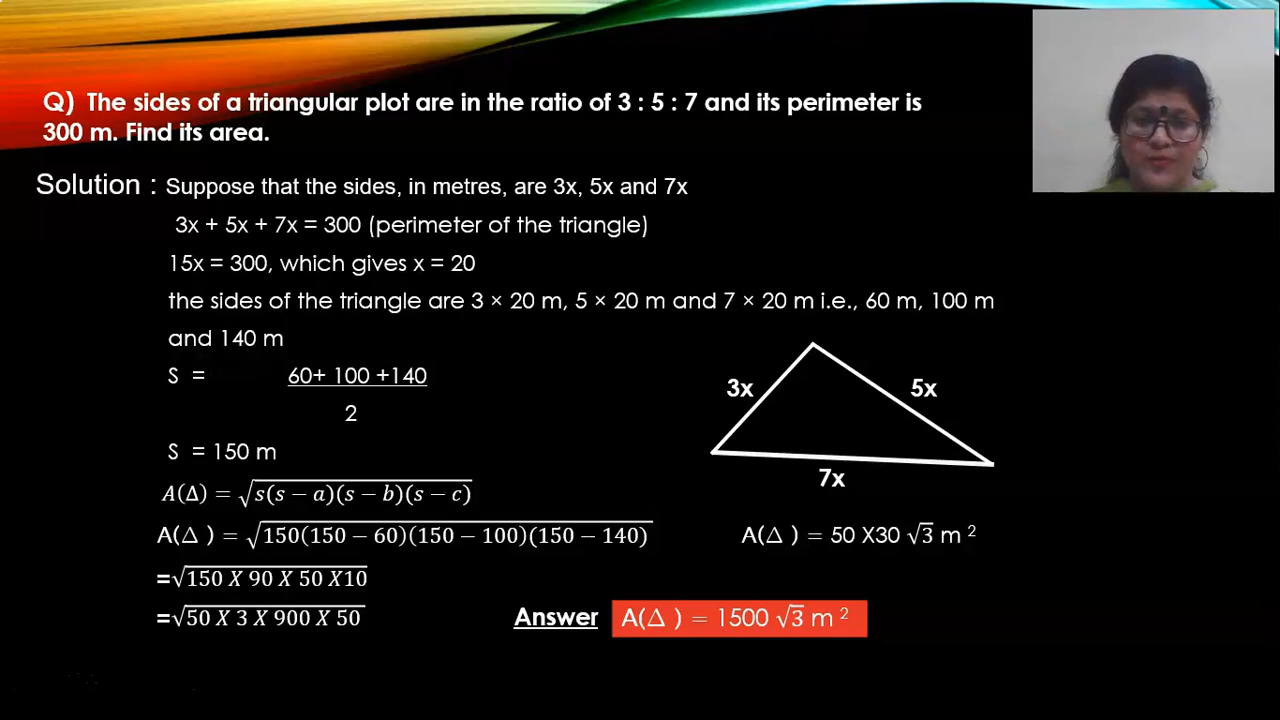 Q) The sides of a triangular plot are in the ratio of 3 : 5 : 7 and its perimeter is
300 m. Find its area.
Solution : Suppose that the sides, in metres, are 3x, 5x and 7x
3x + 5x + 7x = 300 (perimeter of the triangle)
15x = 300, which gives x = 20
the sides of the triangle are 3 × 20 m, 5 × 20 m and 7 × 20 m i.e., 60 m, 100 m
and 140 m
S = 60+ 100 +140
2
S = 150 m
3x
5x
7x
A(Δ) = √s(s − a)(s − b)(s − c)
A(Δ ) = √150(150 − 60)(150 − 100)(150 − 140)
=√150 X 90 X 50 X10
=√50 X 3 X 900 X 50
A(Δ ) = 50 X30 √3 m ²
Answer A(Δ ) = 1500 √3 m ²